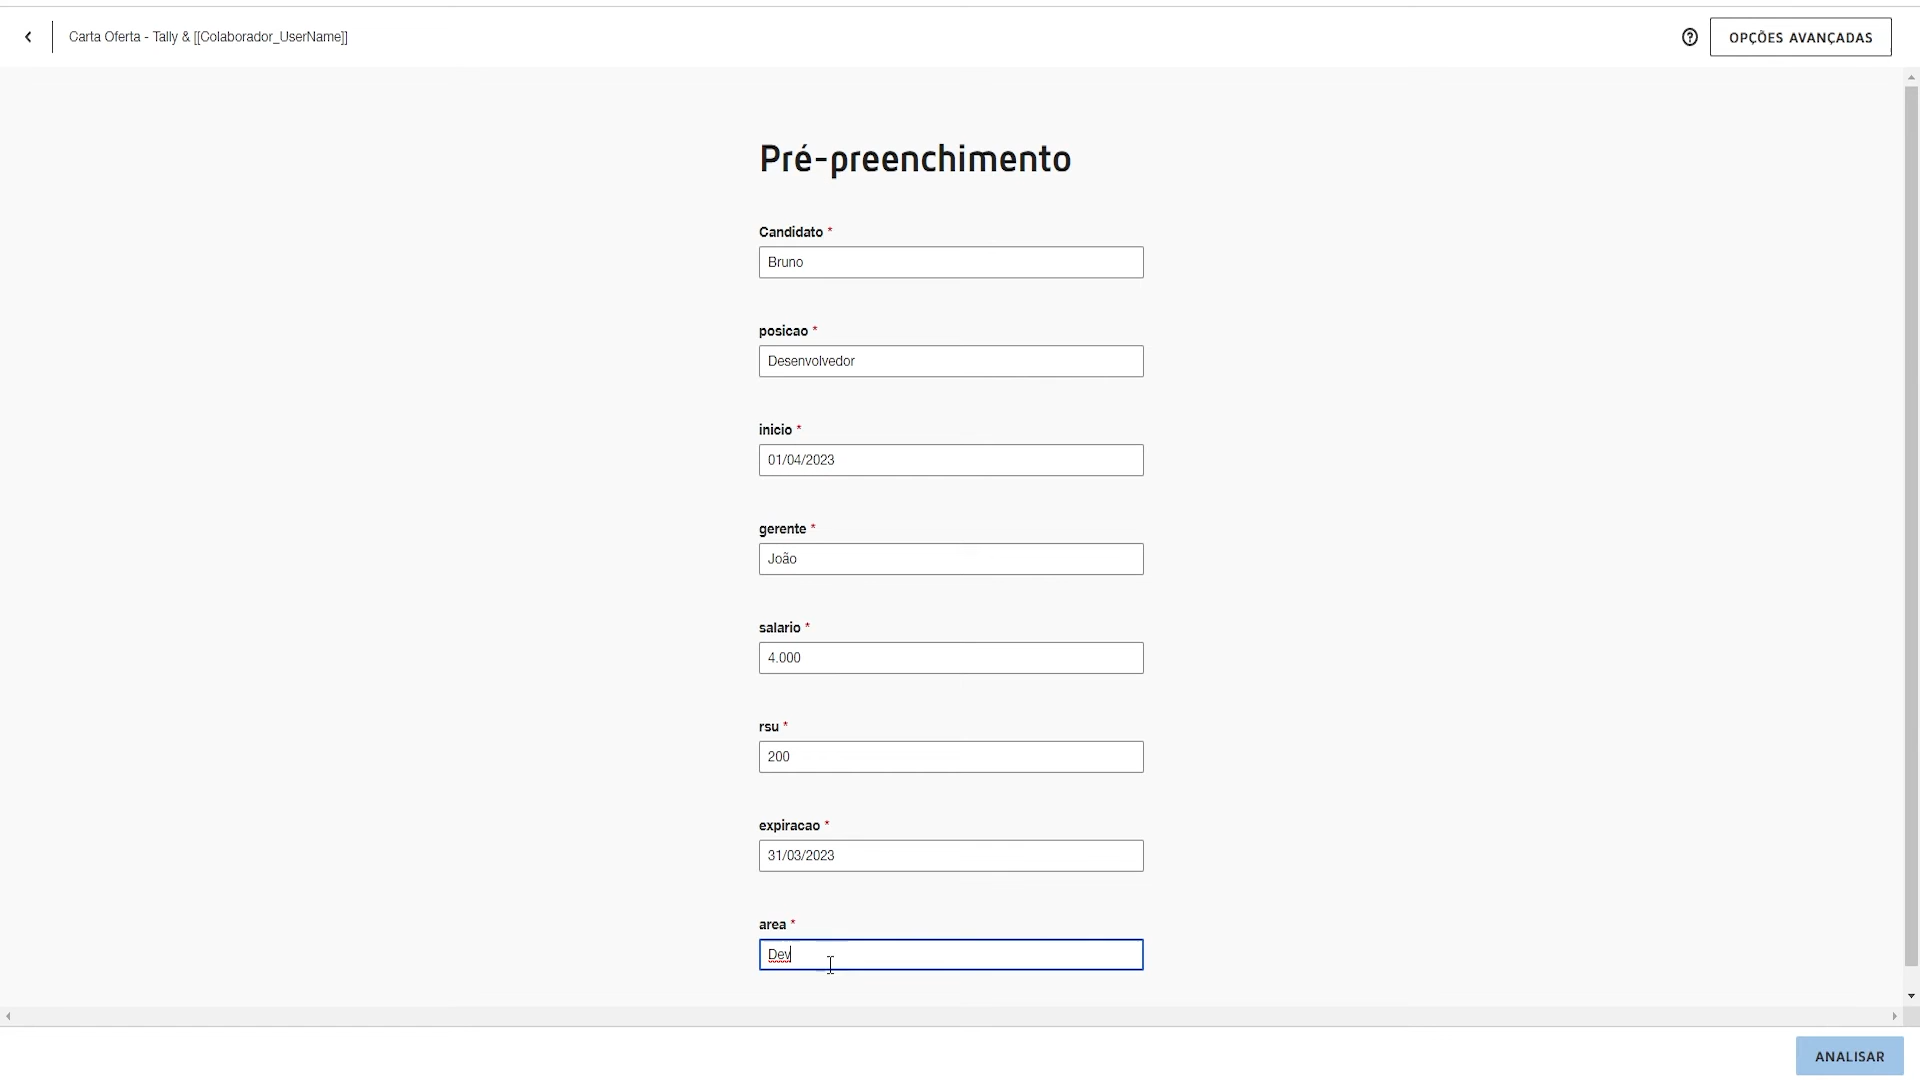 Carta Oferta - Tally & [[Colaborador_UserName]]
OPÇÕES AVANÇADAS
Pré-preenchimento
Candidato *
Bruno
posicao *
Desenvolvedor
inicio *
01/04/2023
gerente *
João
salario *
4.000
rsu *
200
expiracao *
31/03/2023
area *
Dev
ANALISAR